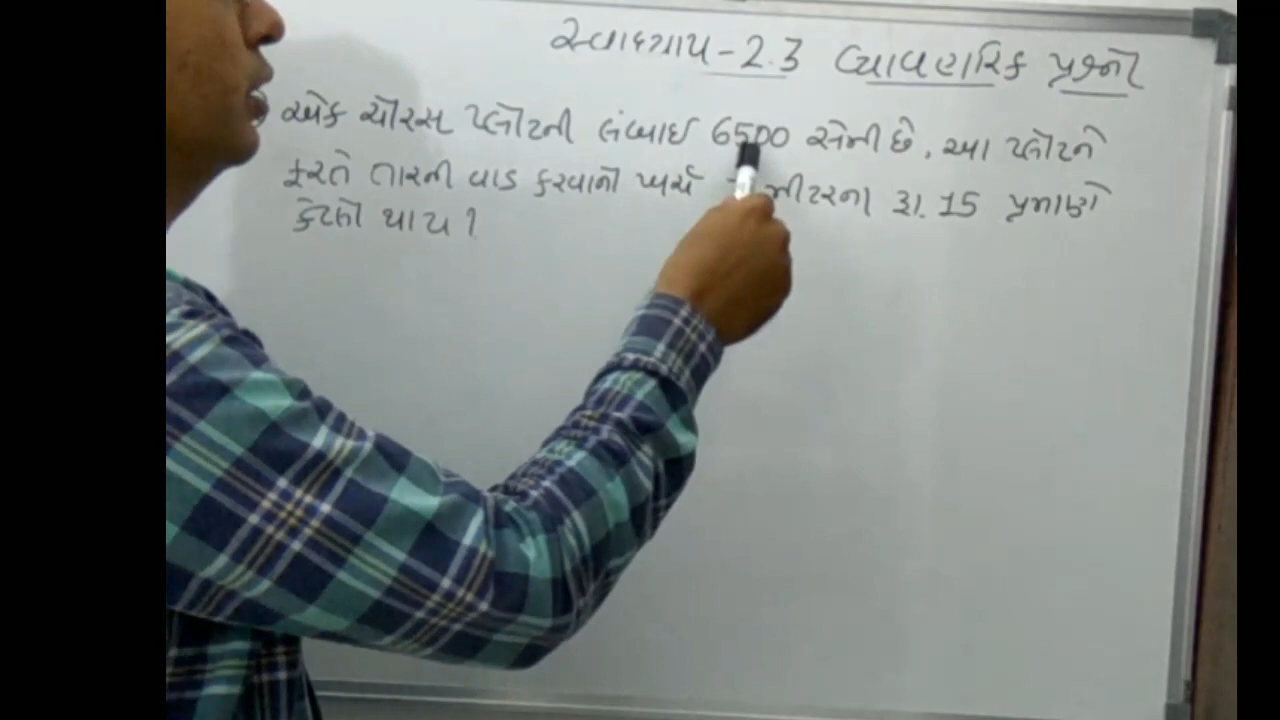 સ્વાધ્યાય - 2.3 વ્યાવહારિક પ્રશ્નો
એક ચોરસ પ્લોટની લંબાઈ 6500 સેમી છે, આ પ્લોટને
ફરતે તારની વાડ કરવાનો ખર્ચ મીટરના રૂા. 15 પ્રમાણે
કેટલો થાય ?